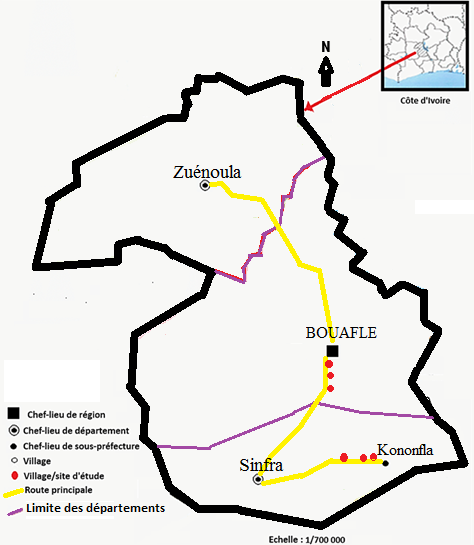 N
Côte d'Ivoire
Zuénoula
BOUAFLE
Kononfla
Sinfra
Chef-lieu de région
Chef-lieu de département
Chef-lieu de sous-préfecture
Village
Village/site d'étude
Route principale
Limite des départements
Echelle : 1/700 000